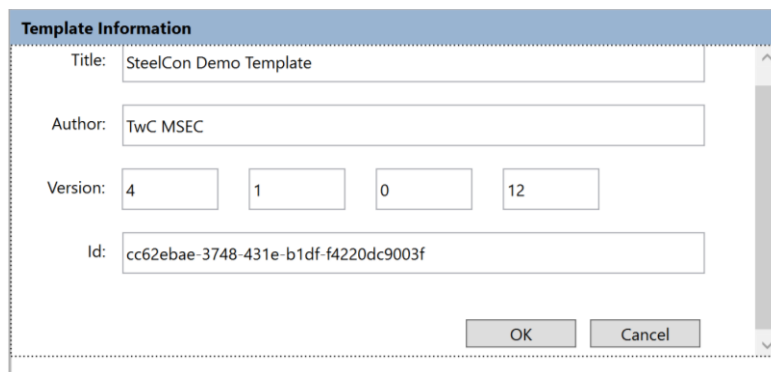 Template Information
Title: SteelCon Demo Template
Author: TwC MSEC
Version: 4 1 0 12
Id: cc62ebae-3748-431e-b1df-f4220dc9003f
OK Cancel